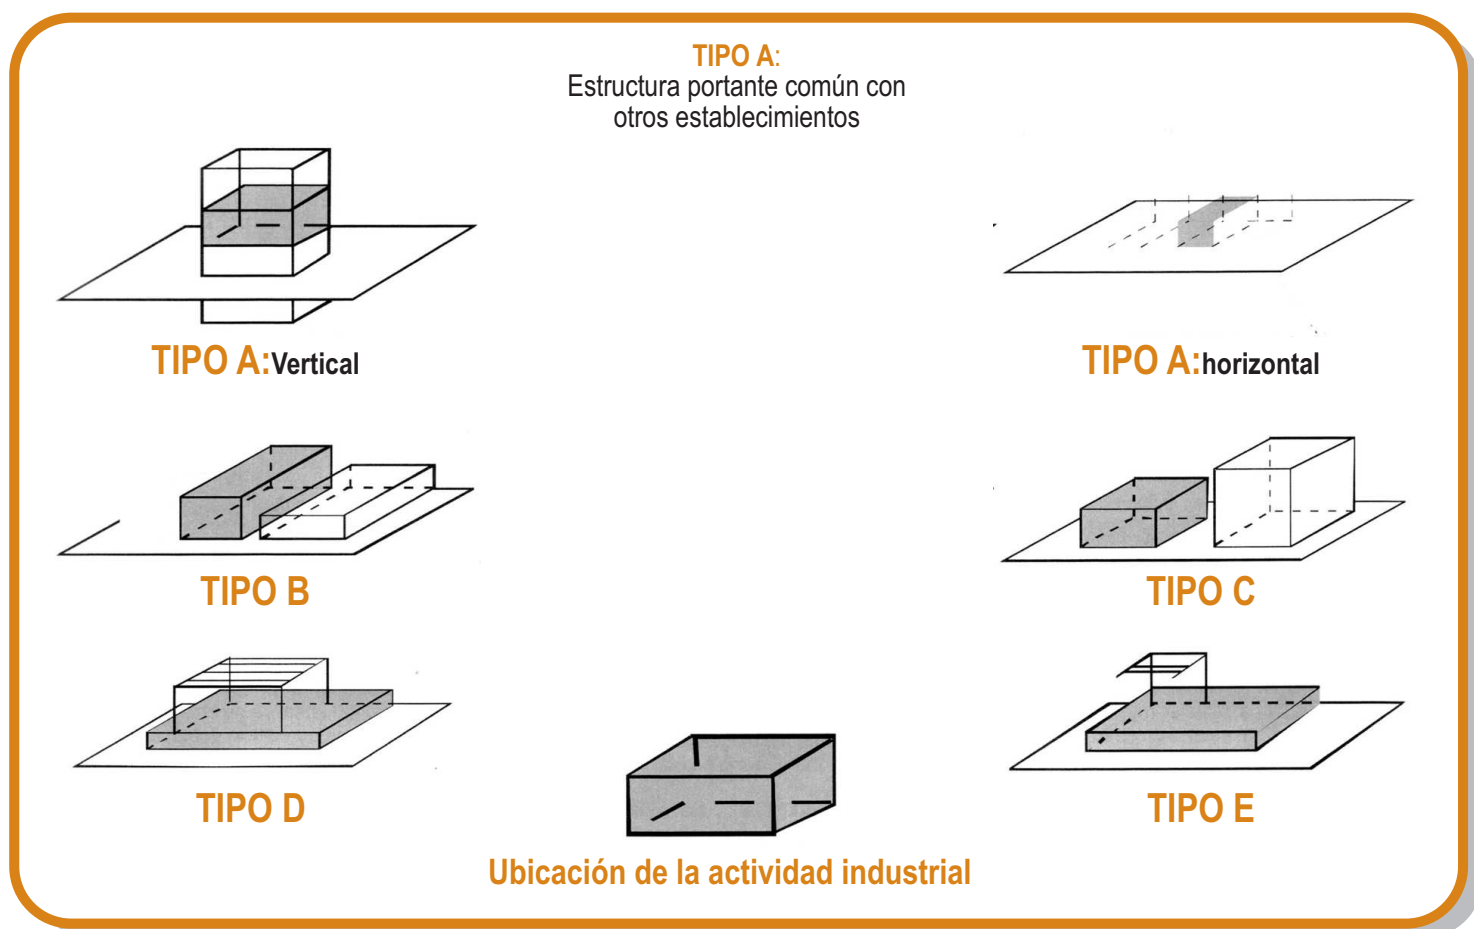 TIPO A:
Estructura portante común con
otros establecimientos
TIPO A:Vertical
TIPO A:horizontal
TIPO B
TIPO C
TIPO D
TIPO E
Ubicación de la actividad industrial